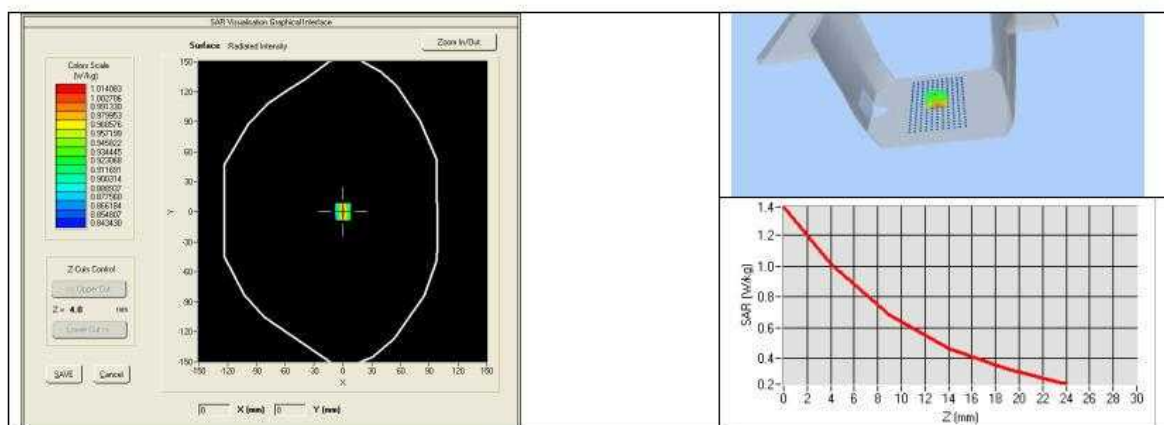 SAR Visualisation Graphical Interface
Surface Radiated Intensity
Zoom In/Out
Colors Scale
(W/kg)
1.014083
1.002706
0.991330
0.979953
0.968576
0.957199
0.945822
0.934445
0.923068
0.911691
0.900314
0.888937
0.877560
0.866184
0.854807
0.843430
Z Cuts Control
Upper Cut
Z = 4.0 mm
Lower Cut
SAVE Cancel
150
120
90
60
30
0
-30
-60
-90
-120
-150
Y
-150 -120 -90 -60 -30 0 30 60 90 120 150
X
0 X (mm) 0 Y (mm)
1.4
1.2
1.0
0.8
0.6
0.4
0.2
SAR (W/kg)
0 2 4 6 8 10 12 14 16 18 20 22 24 26 28 30
Z (mm)